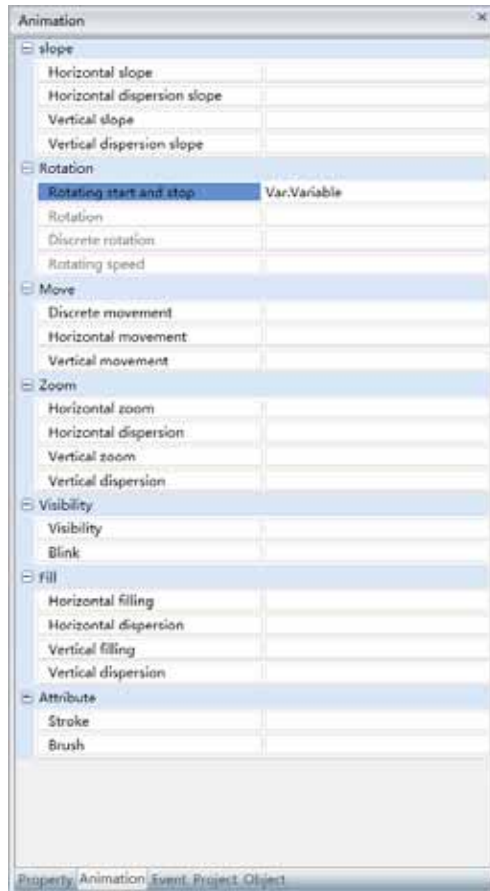 Animation
slope
Horizontal slope
Horizontal dispersion slope
Vertical slope
Vertical dispersion slope
Rotation
Rotating start and stop Var.Variable
Rotation
Discrete rotation
Rotating speed
Move
Discrete movement
Horizontal movement
Vertical movement
Zoom
Horizontal zoom
Horizontal dispersion
Vertical zoom
Vertical dispersion
Visibility
Visibility
Blink
Fill
Horizontal filling
Horizontal dispersion
Vertical filling
Vertical dispersion
Attribute
Stroke
Brush
Property Animation Event Project Object